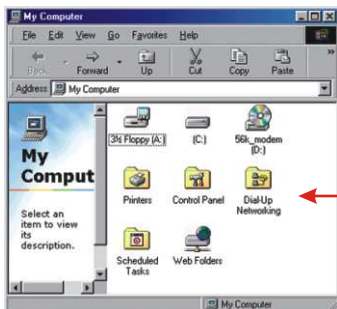 My Computer
File Edit View Go Favorites Help
Back Forward Up Cut Copy Paste »
Address My Computer
3½ Floppy (A:) (C:) 56k_modem (D:)
My Comput
Printers Control Panel Dial-Up Networking
Select an
item to view
its
description.
Scheduled Tasks Web Folders
My Computer